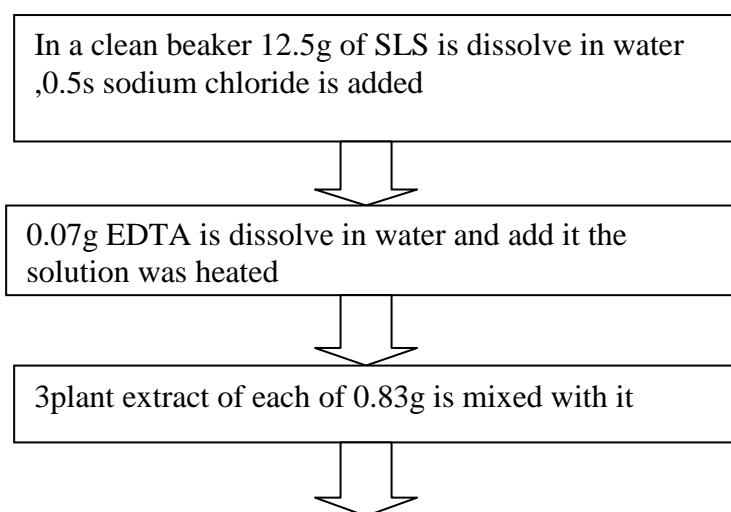 In a clean beaker 12.5g of SLS is dissolve in water
,0.5s sodium chloride is added
0.07g EDTA is dissolve in water and add it the
solution was heated
3plant extract of each of 0.83g is mixed with it